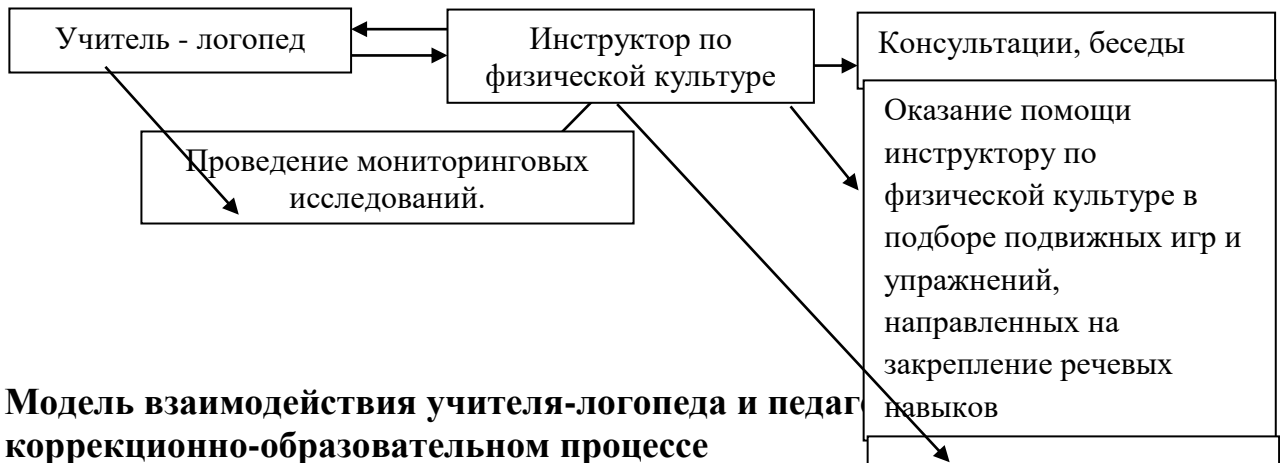 Учитель - логопед
Инструктор по
физической культуре
Консультации, беседы
Проведение мониторинговых
исследований.
Оказание помощи
инструктору по
физической культуре в
подборе подвижных игр и
упражнений,
направленных на
закрепление речевых
навыков
Модель взаимодействия учителя-логопеда и
коррекционно-образовательном процессе